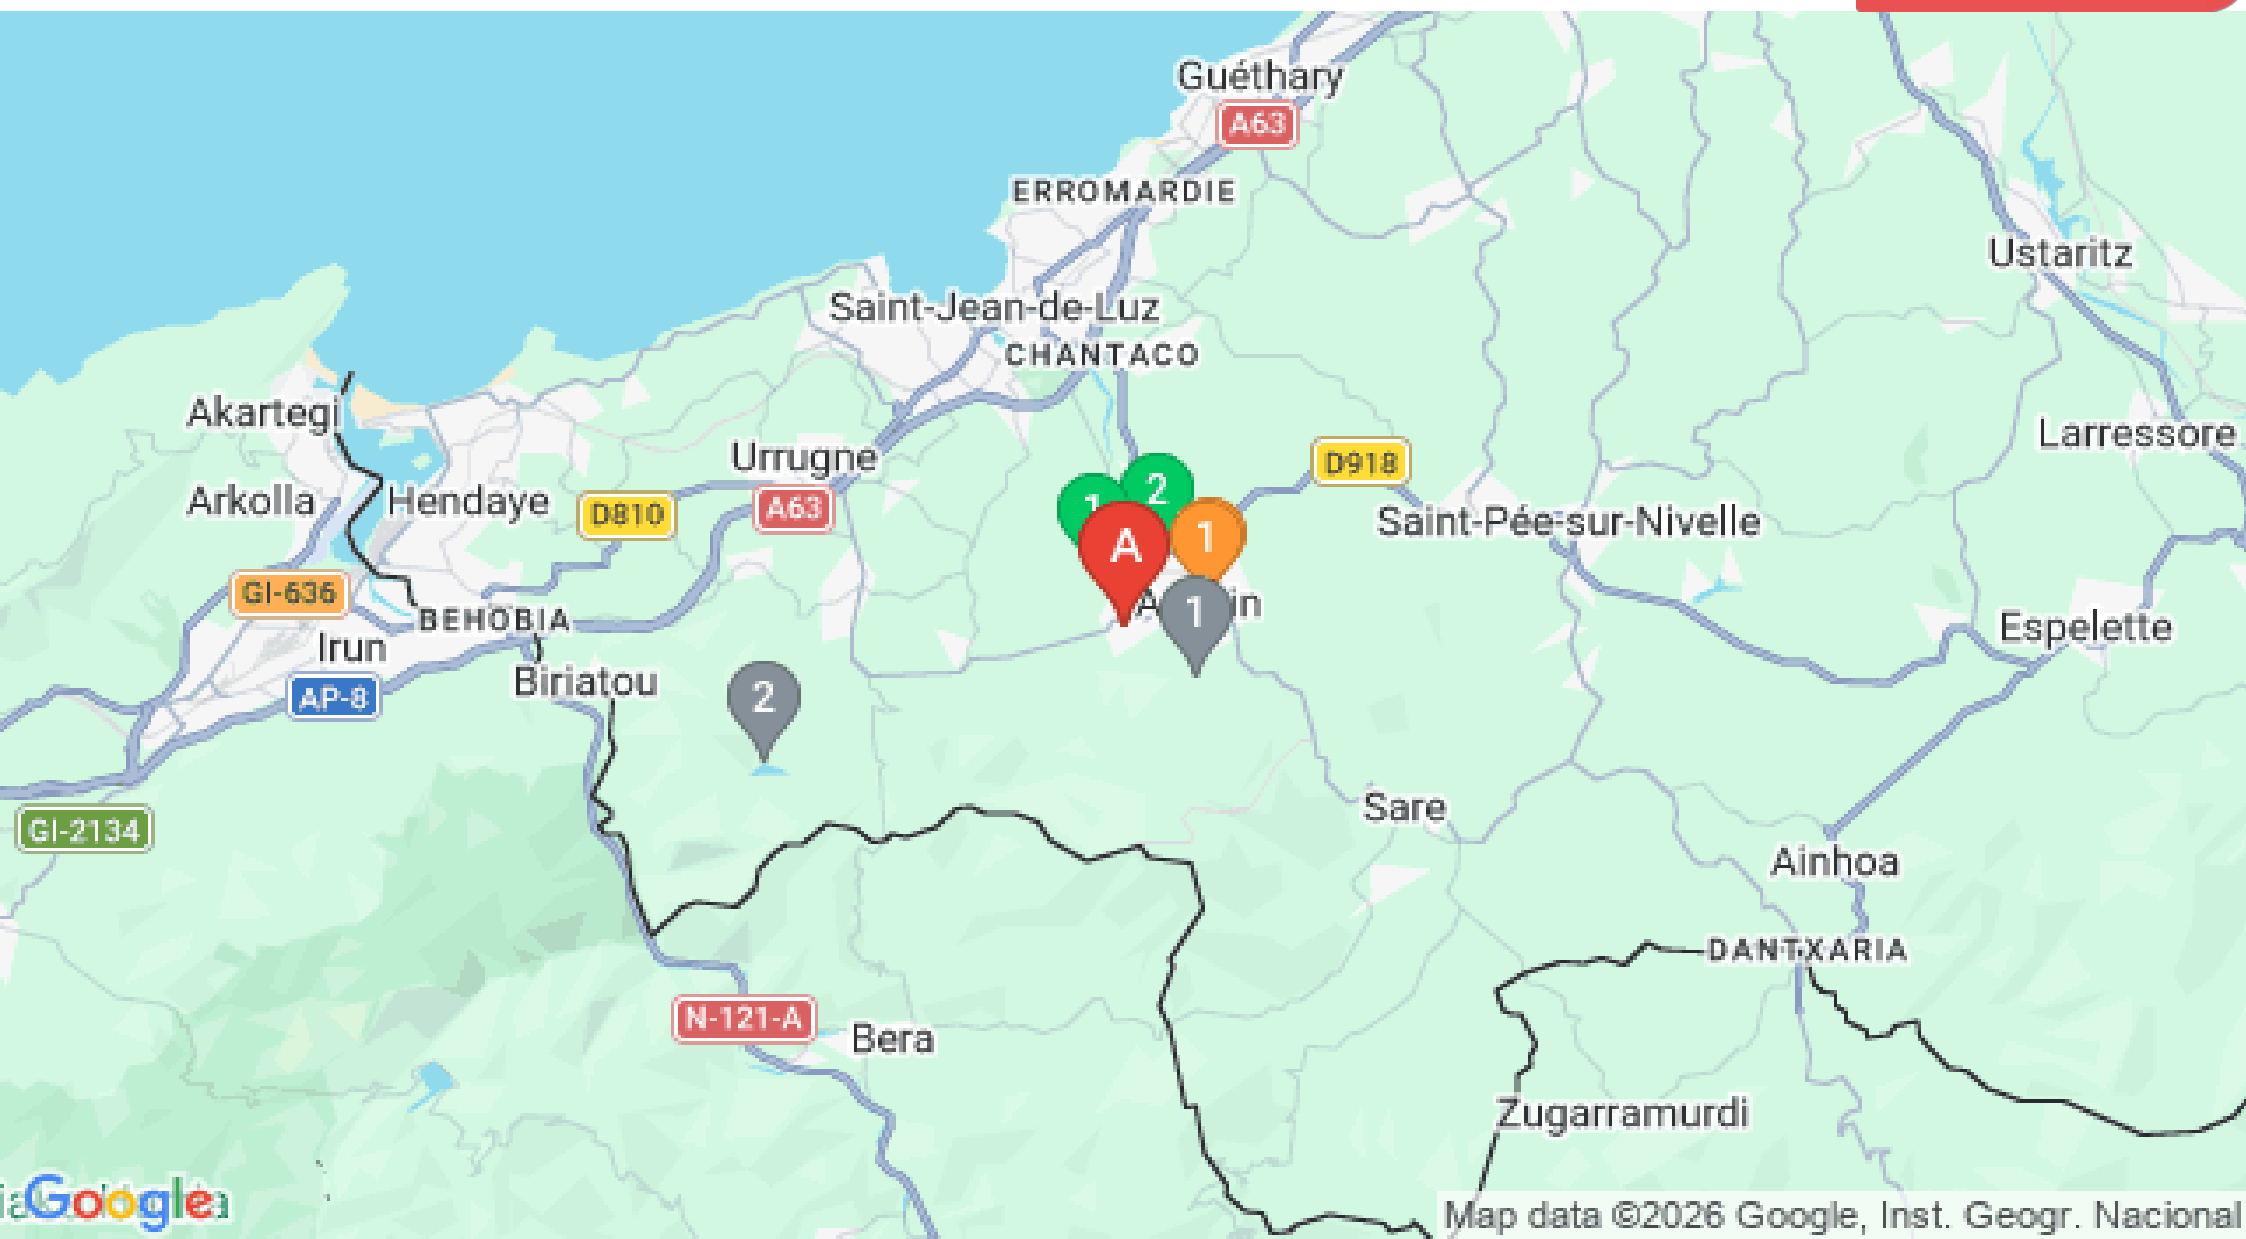 Guéthary
A63
ERROMARDIE
Ustaritz
Saint-Jean-de-Luz
CHANTACO
Akartegi
Larressore
Urrugne
D918
Arkolla
Hendaye
D810
A63
1
2
A
1
Saint-Pée-sur-Nivelle
GI-636
BEHOBIA
1
Espelette
Irun
Biriatou
AP-8
2
Sare
GI-2134
Ainhoa
DANTXARIA
N-121-A
Bera
Zugarramurdi
Google
Map data ©2026 Google, Inst. Geogr. Nacional